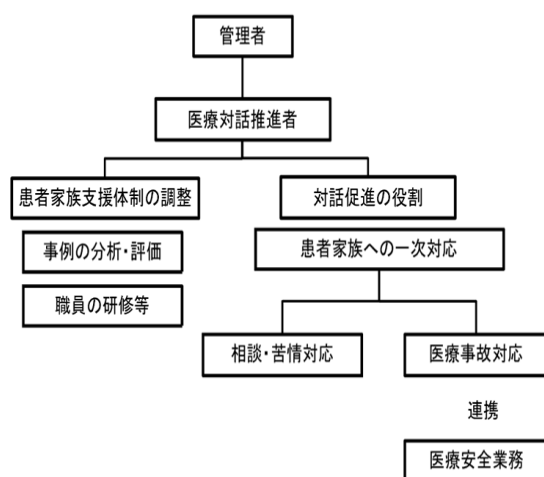 管理者
医療対話推進者
患者家族支援体制の調整
対話促進の役割
事例の分析・評価
患者家族への一次対応
職員の研修等
相談・苦情対応
医療事故対応
連携
医療安全業務